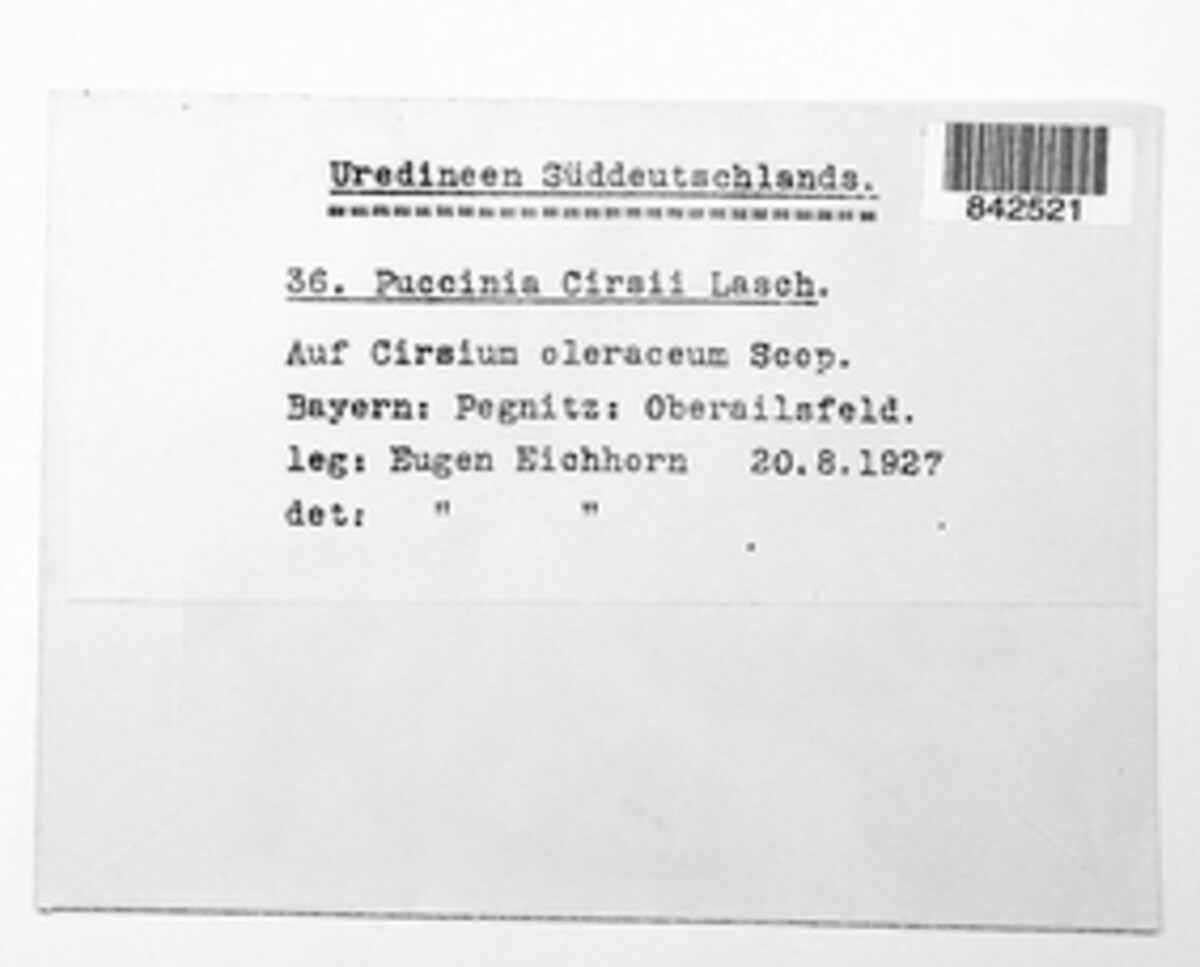 Uredineen Süddeutschlands.
842521
36. Puccinia Cirsii Lasch.
Auf Cirsium oleraceum Scop.
Bayern: Pegnitz: Oberailsfeld.
leg: Eugen Eichhorn 20.8.1927
det: " "